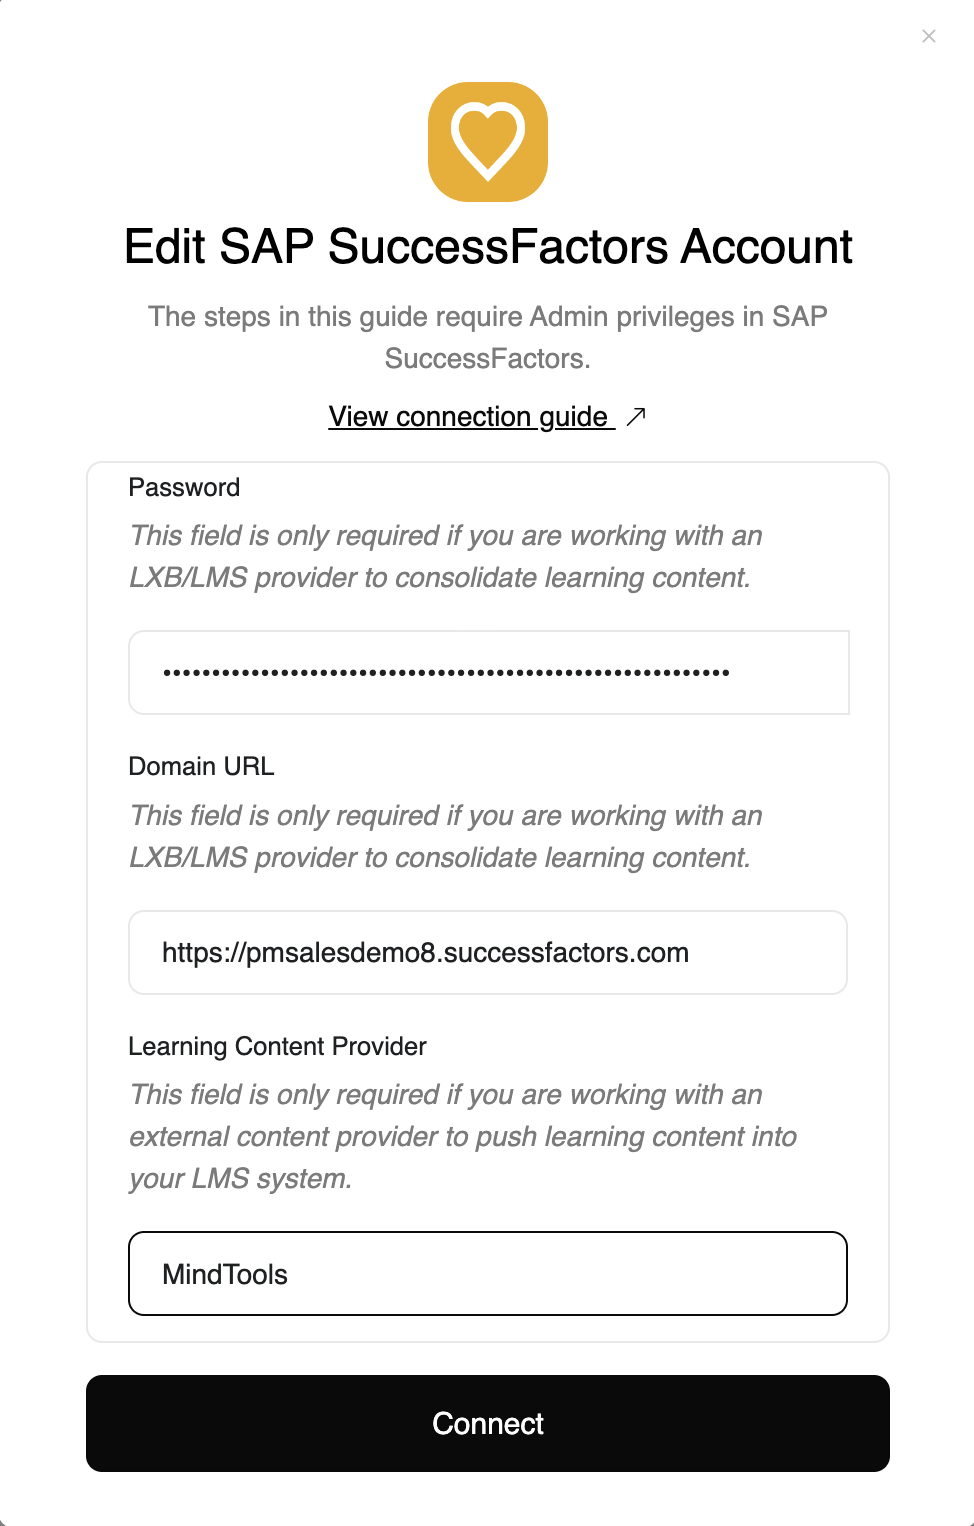 Edit SAP SuccessFactors Account
The steps in this guide require Admin privileges in SAP
SuccessFactors.
View connection guide
Password
This field is only required if you are working with an
LXB/LMS provider to consolidate learning content.
Domain URL
This field is only required if you are working with an
LXB/LMS provider to consolidate learning content.
https://pmsalesdemo8.successfactors.com
Learning Content Provider
This field is only required if you are working with an
external content provider to push learning content into
your LMS system.
MindTools
Connect